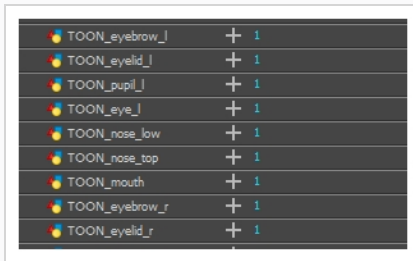 TOON_eyebrow_l 1
TOON_eyelid_l 1
TOON_pupil_l 1
TOON_eye_l 1
TOON_nose_low 1
TOON_nose_top 1
TOON_mouth 1
TOON_eyebrow_r 1
TOON_eyelid_r 1